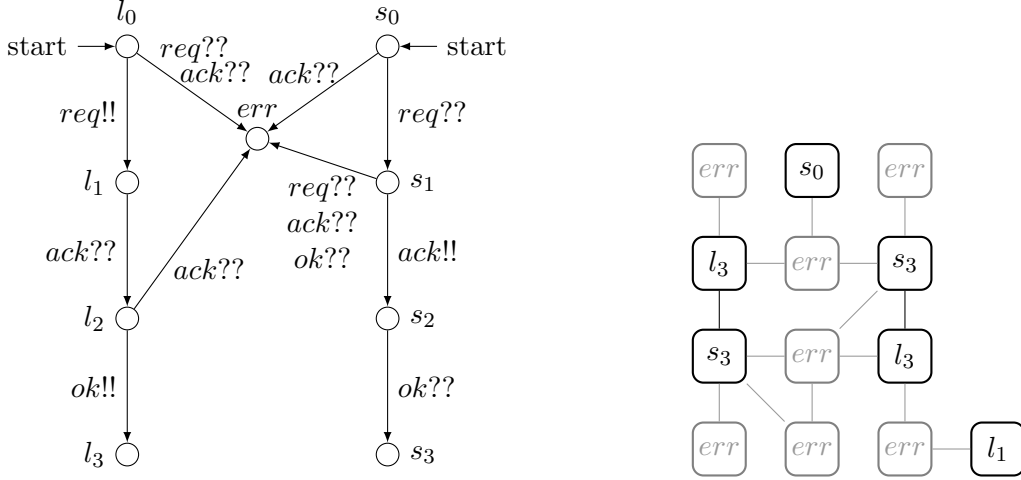 l0 s0
start start
req??
ack?? ack??
req!! err req??
l1 req?? s1
ack??
ok??
ack?? ack?? ack!!
l2 s2
ok!! ok??
l3 s3
err s0 err
l3 err s3
s3 err l3
err err err l1